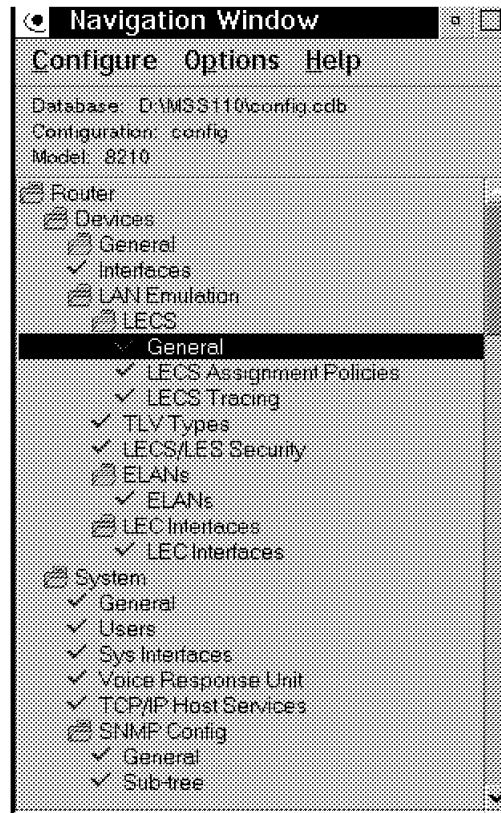 Navigation Window
Configure Options Help
Database: D:\MSS110\config.cdb
Configuration: config
Model: 8210
Router
Devices
General
Interfaces
LAN Emulation
LECS
General
LECS Assignment Policies
LECS Tracing
TLV Types
LECS/LES Security
ELANs
ELANs
LEC Interfaces
LEC Interfaces
System
General
Users
Sys Interfaces
Voice Response Unit
TCP/IP Host Services
SNMP Config
General
Sub-tree